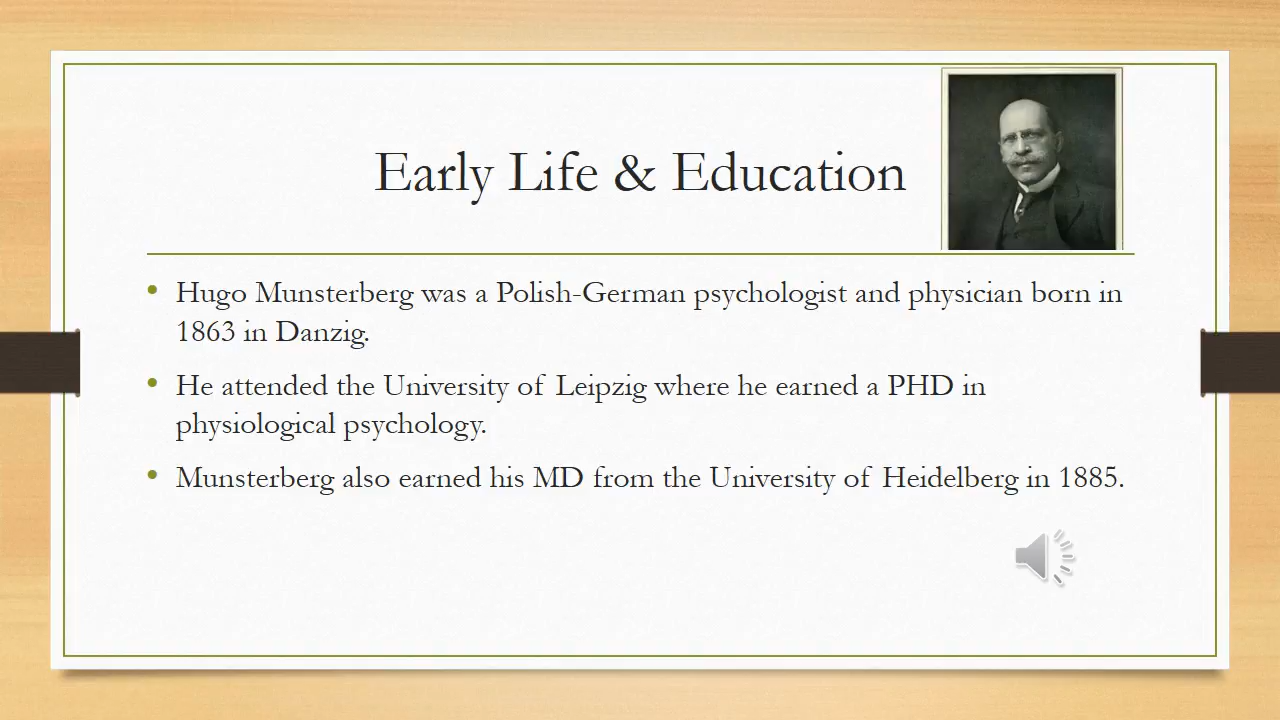 Early Life & Education
• Hugo Munsterberg was a Polish-German psychologist and physician born in
1863 in Danzig.
• He attended the University of Leipzig where he earned a PHD in
physiological psychology.
• Munsterberg also earned his MD from the University of Heidelberg in 1885.